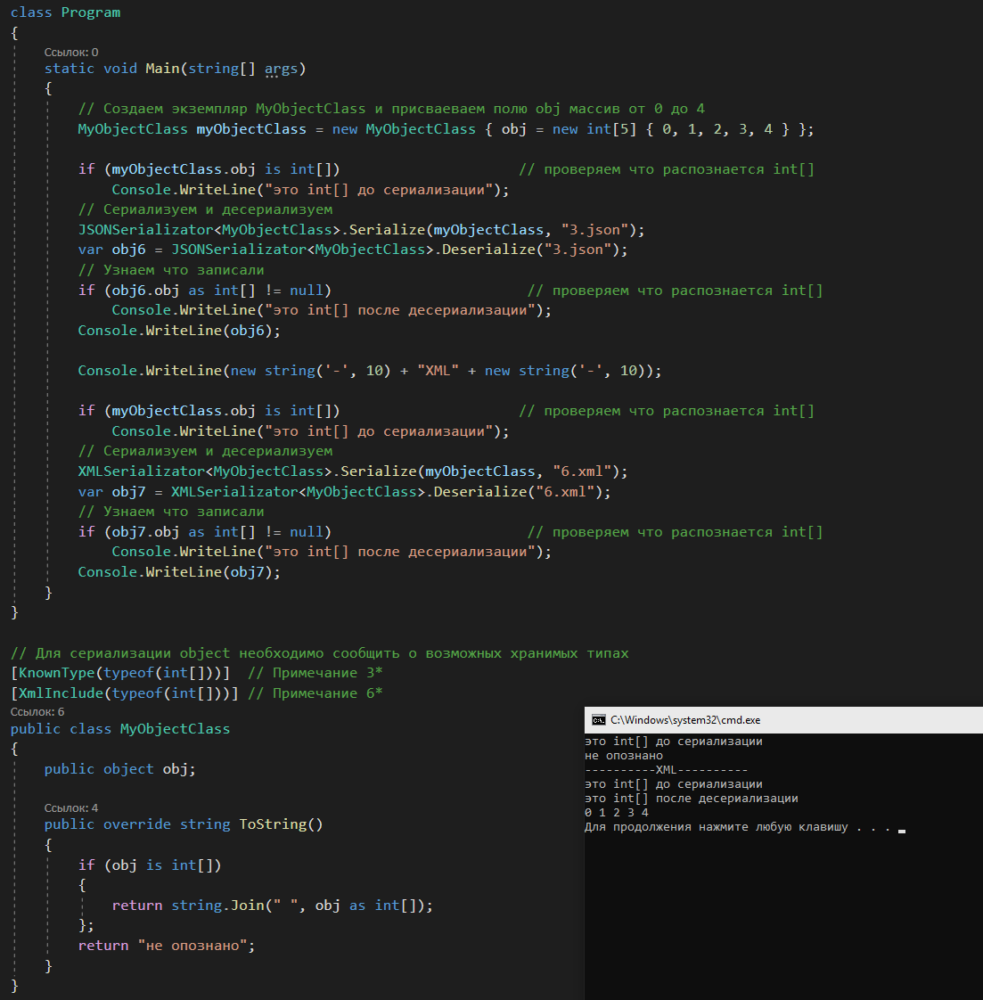 class Program
{
Ссылок: 0
static void Main(string[] args)
{
// Создаем экземпляр MyObjectClass и присваеваем полю obj массив от 0 до 4
MyObjectClass myObjectClass = new MyObjectClass { obj = new int[5] { 0, 1, 2, 3, 4 } };
if (myObjectClass.obj is int[]) // проверяем что распознается int[]
Console.WriteLine("это int[] до сериализации");
// Сериализуем и десериализуем
JSONSerializator<MyObjectClass>.Serialize(myObjectClass, "3.json");
var obj6 = JSONSerializator<MyObjectClass>.Deserialize("3.json");
// Узнаем что записали
if (obj6.obj as int[] != null) // проверяем что распознается int[]
Console.WriteLine("это int[] после десериализации");
Console.WriteLine(obj6);
Console.WriteLine(new string('-', 10) + "XML" + new string('-', 10));
if (myObjectClass.obj is int[]) // проверяем что распознается int[]
Console.WriteLine("это int[] до сериализации");
// Сериализуем и десериализуем
XMLSerializator<MyObjectClass>.Serialize(myObjectClass, "6.xml");
var obj7 = XMLSerializator<MyObjectClass>.Deserialize("6.xml");
// Узнаем что записали
if (obj7.obj as int[] != null) // проверяем что распознается int[]
Console.WriteLine("это int[] после десериализации");
Console.WriteLine(obj7);
}
}
// Для сериализации object необходимо сообщить о возможных хранимых типах
[KnownType(typeof(int[]))] // Примечание 3*
[XmlInclude(typeof(int[]))] // Примечание 6*
Ссылок: 6
public class MyObjectClass
{
public object obj;
Ссылок: 4
public override string ToString()
{
if (obj is int[])
{
return string.Join(" ", obj as int[]);
};
return "не опознано";
}
}
C:\Windows\system32\cmd.exe
это int[] до сериализации
не опознано
----------XML----------
это int[] до сериализации
это int[] после десериализации
0 1 2 3 4
Для продолжения нажмите любую клавишу . . .